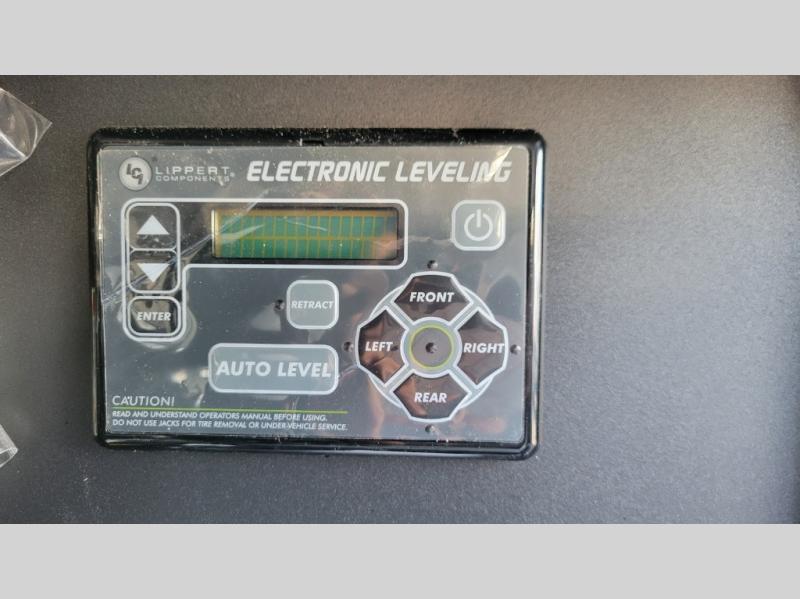 LCI LIPPERT COMPONENTS® ELECTRONIC LEVELING
ENTER
RETRACT
AUTO LEVEL
FRONT
LEFT
RIGHT
REAR
CAUTION!
READ AND UNDERSTAND OPERATORS MANUAL BEFORE USING.
DO NOT USE JACKS FOR TIRE REMOVAL OR UNDER VEHICLE SERVICE.